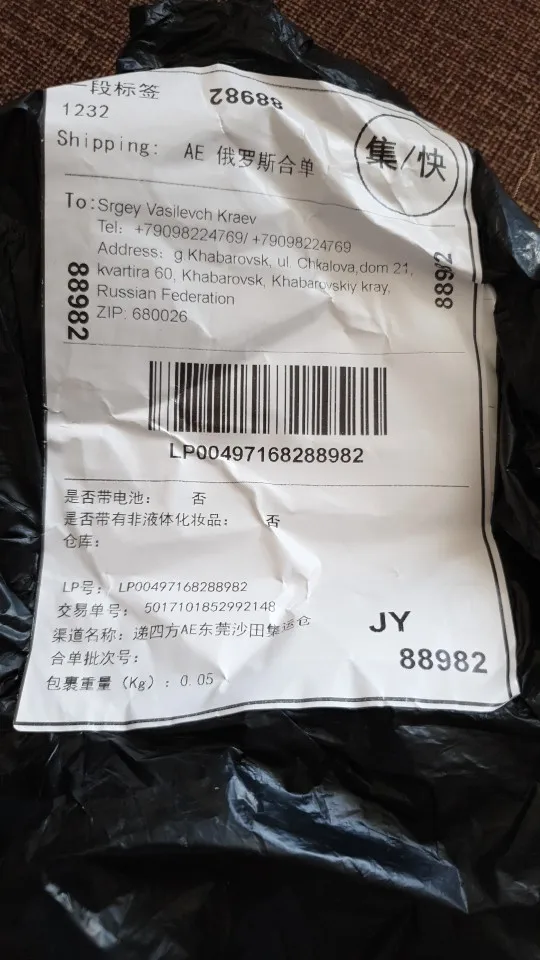 一段标签
88982
1232
Shipping: AE 俄罗斯合单
集/快
To:Srgey Vasilevch Kraev
Tel: +79098224769/ +79098224769
Address: g.Khabarovsk, ul. Chkalova,dom 21,
kvartira 60, Khabarovsk, Khabarovskiy kray,
Russian Federation
ZIP: 680026
88982
88982
LP00497168288982
是否带电池: 否
是否带有非液体化妆品: 否
仓库:
LP号: LP00497168288982
交易单号: 5017101852992148
渠道名称: 递四方AE东莞沙田集运仓
合单批次号:
包裹重量 (Kg) : 0.05
JY
88982